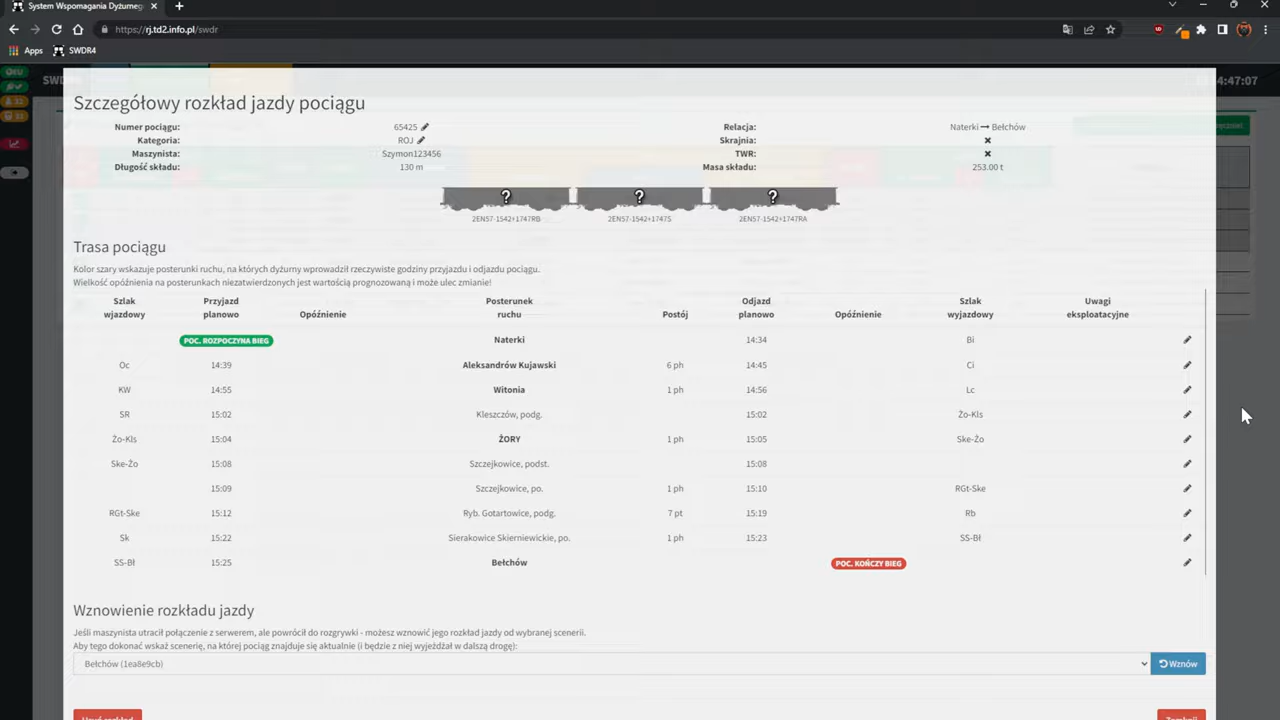 System Wspomagania Dyżurneg
https://rj.td2.info.pl/swdr
Apps SWDR4
:47:07
Szczegółowy rozkład jazdy pociągu
Numer pociągu: 65425 Relacja: Naterki → Bełchów
Kategoria: ROJ Skrajnia:
Maszynista: Szymon123456 TWR:
Długość składu: 130 m Masa składu: 253.00 t
? ? ?
2EN57-1542+1747RB 2EN57-1542+1747S 2EN57-1542+1747RA
Trasa pociągu
Kolor szary wskazuje posterunki ruchu, na których dyżurny wprowadził rzeczywiste godziny przyjazdu i odjazdu pociągu.
Wielkość opóźnienia na posterunkach niezatwierdzonych jest wartością prognozowaną i może ulec zmianie!
Szlak Przyjazd Posterunek Odjazd Szlak Uwagi
wjazdowy planowo Opóźnienie ruchu Postój planowo Opóźnienie wyjazdowy eksploatacyjne
POC. ROZPOCZYNA BIEG Naterki 14:34 Bi
Oc 14:39 Aleksandrów Kujawski 6 ph 14:45 Ci
KW 14:55 Witonia 1 ph 14:56 Lc
SR 15:02 Kleszczów, podg. 15:02 Żo-Kls
Żo-Kls 15:04 ŻORY 1 ph 15:05 Ske-Żo
Ske-Żo 15:08 Szczejkowice, podst. 15:08
15:09 Szczejkowice, po. 1 ph 15:10 RGt-Ske
RGt-Ske 15:12 Ryb. Gotartowice, podg. 7 pt 15:19 Rb
Sk 15:22 Sierakowice Skierniewickie, po. 1 ph 15:23 SS-Bł
SS-Bł 15:25 Bełchów POC. KOŃCZY BIEG
Wznowienie rozkładu jazdy
Jeśli maszynista utracił połączenie z serwerem, ale powrócił do rozgrywki - możesz wznowić jego rozkład jazdy od wybranej scenerii.
Aby tego dokonać wskaż scenerię, na której pociąg znajduje się aktualnie (i będzie z niej wyjeżdżał w dalszą drogę):
Bełchów (1ea8e9cb) Wznów